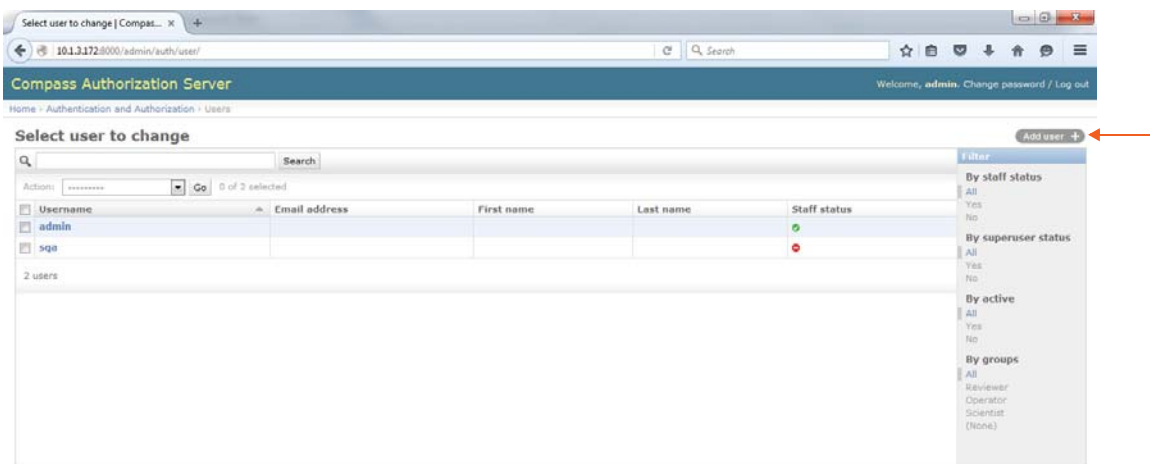 Select user to change | Compas...
10.1.3.172:8000/admin/auth/user/
Search
Compass Authorization Server
Welcome, admin. Change password / Log out
Home › Authentication and Authorization › Users
Select user to change
Add user +
Search
Action: --------- Go 0 of 2 selected
Username Email address First name Last name Staff status
admin
sqa
2 users
Filter
By staff status
All
Yes
No
By superuser status
All
Yes
No
By active
All
Yes
No
By groups
All
Reviewer
Operator
Scientist
(None)